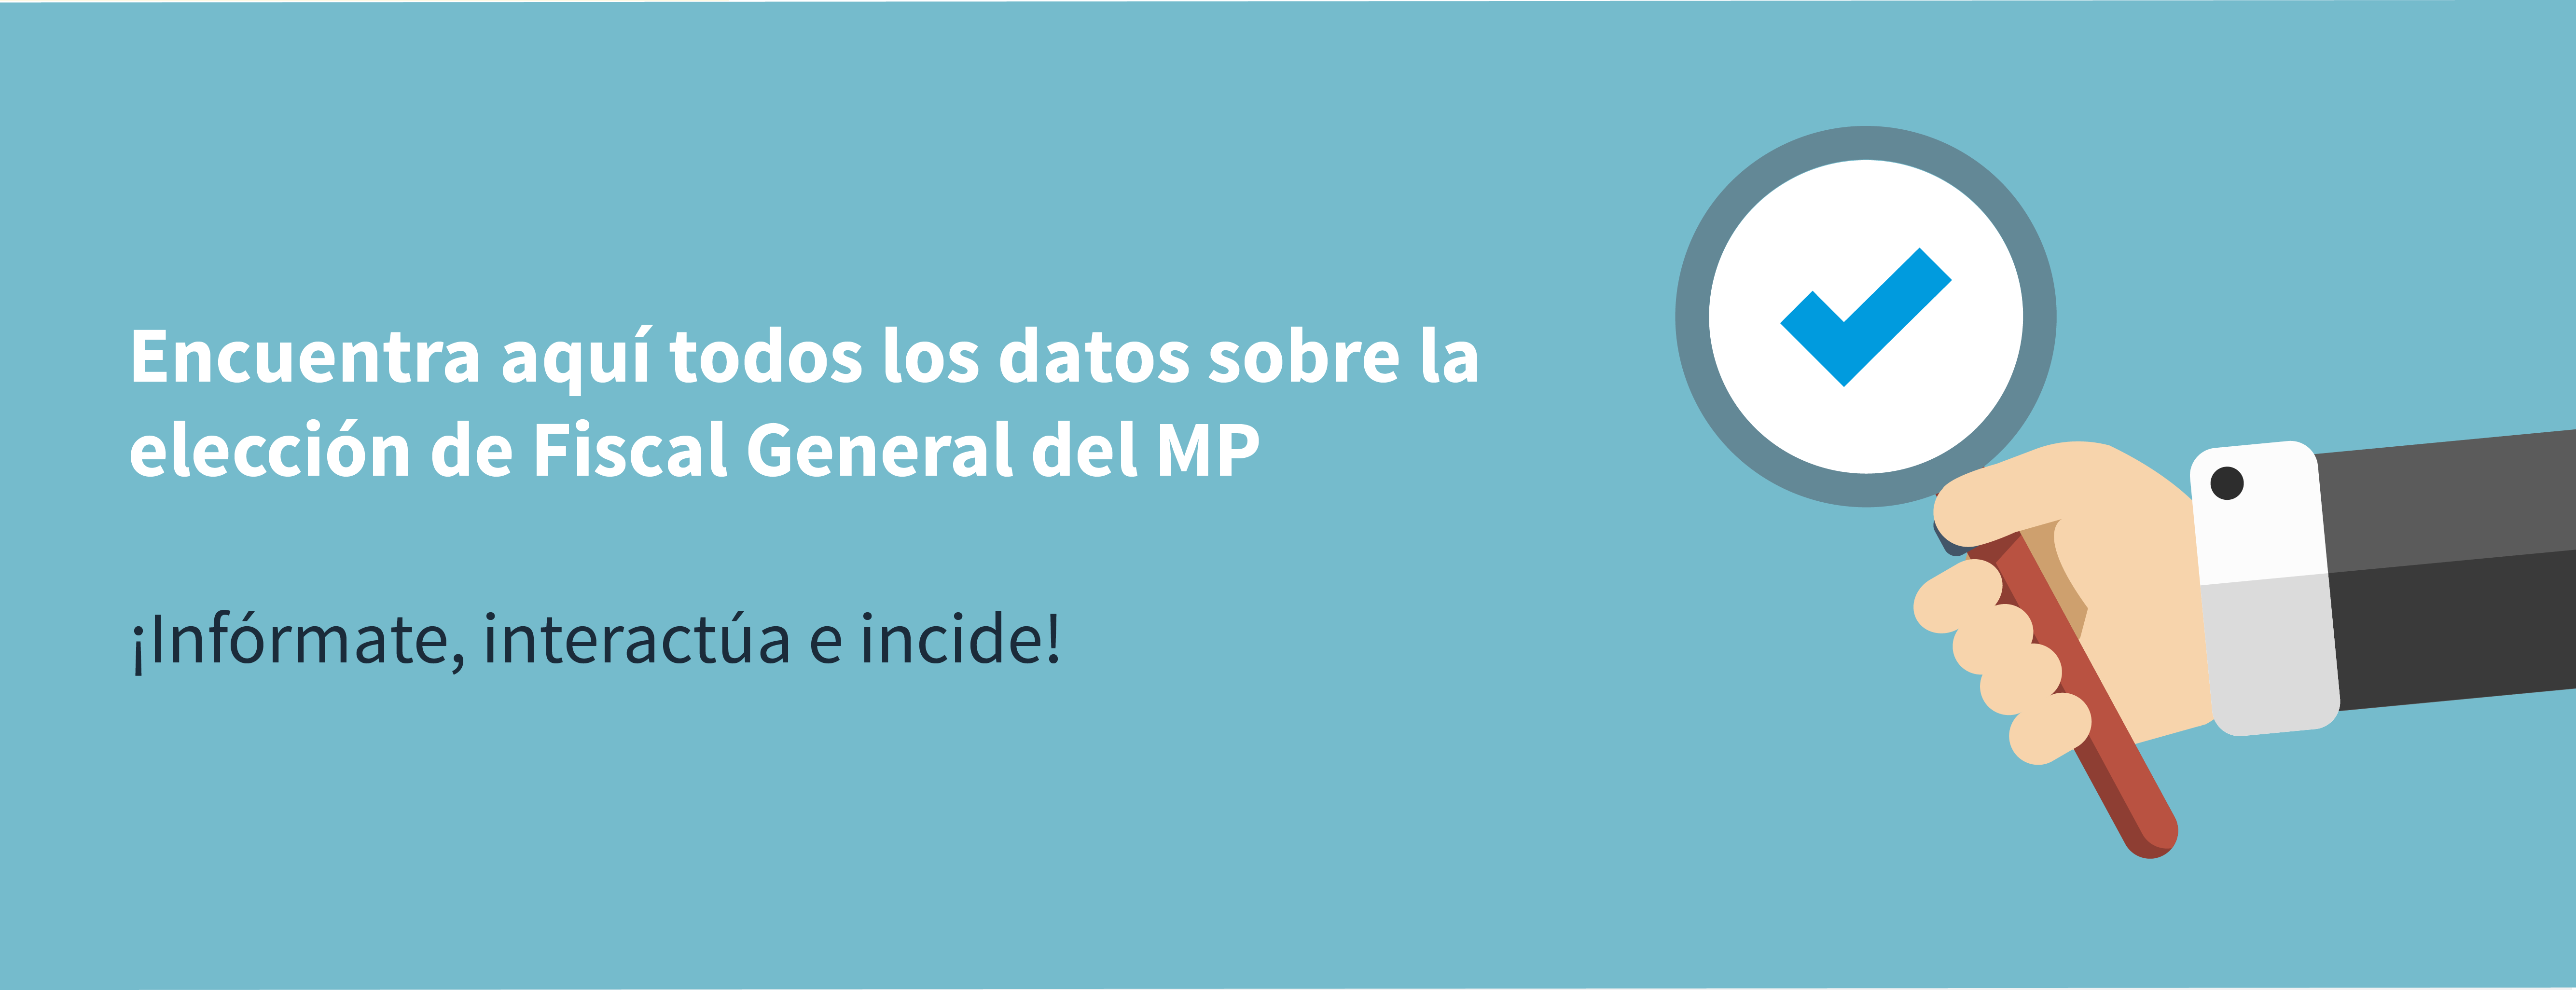 Encuentra aquí todos los datos sobre la
elección de Fiscal General del MP
¡Infórmate, interactúa e incide!